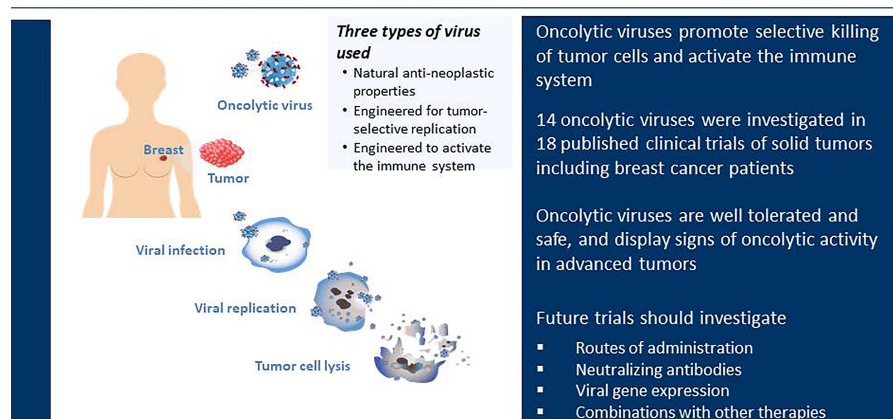 Three types of virus
used
• Natural anti-neoplastic
properties
• Engineered for tumor-
selective replication
• Engineered to activate
the immune system
Oncolytic virus
Breast
Tumor
Viral infection
Viral replication
Tumor cell lysis
Oncolytic viruses promote selective killing
of tumor cells and activate the immune
system
14 oncolytic viruses were investigated in
18 published clinical trials of solid tumors
including breast cancer patients
Oncolytic viruses are well tolerated and
safe, and display signs of oncolytic activity
in advanced tumors
Future trials should investigate
▪ Routes of administration
▪ Neutralizing antibodies
▪ Viral gene expression
▪ Combinations with other therapies